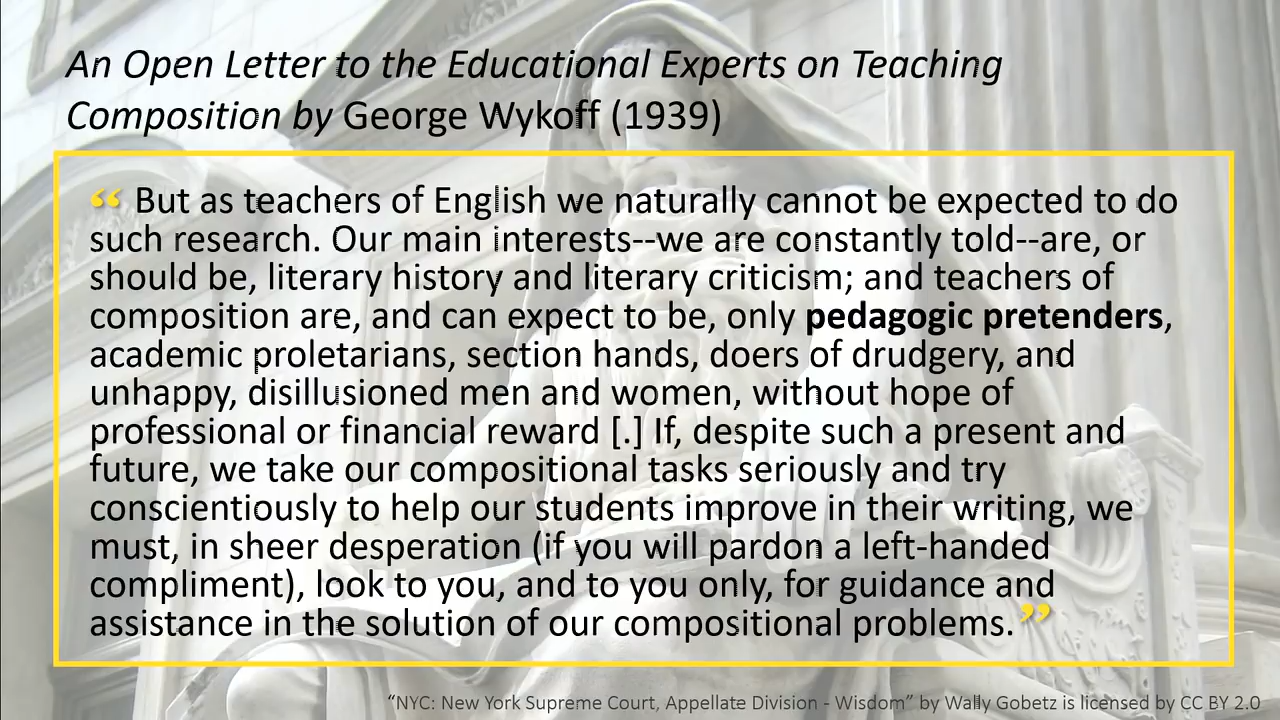 An Open Letter to the Educational Experts on Teaching
Composition by George Wykoff (1939)
“ But as teachers of English we naturally cannot be expected to do
such research. Our main interests--we are constantly told--are, or
should be, literary history and literary criticism; and teachers of
composition are, and can expect to be, only pedagogic pretenders,
academic proletarians, section hands, doers of drudgery, and
unhappy, disillusioned men and women, without hope of
professional or financial reward [.] If, despite such a present and
future, we take our compositional tasks seriously and try
conscientiously to help our students improve in their writing, we
must, in sheer desperation (if you will pardon a left-handed
compliment), look to you, and to you only, for guidance and
assistance in the solution of our compositional problems.”
“NYC: New York Supreme Court, Appellate Division - Wisdom” by Wally Gobetz is licensed by CC BY 2.0